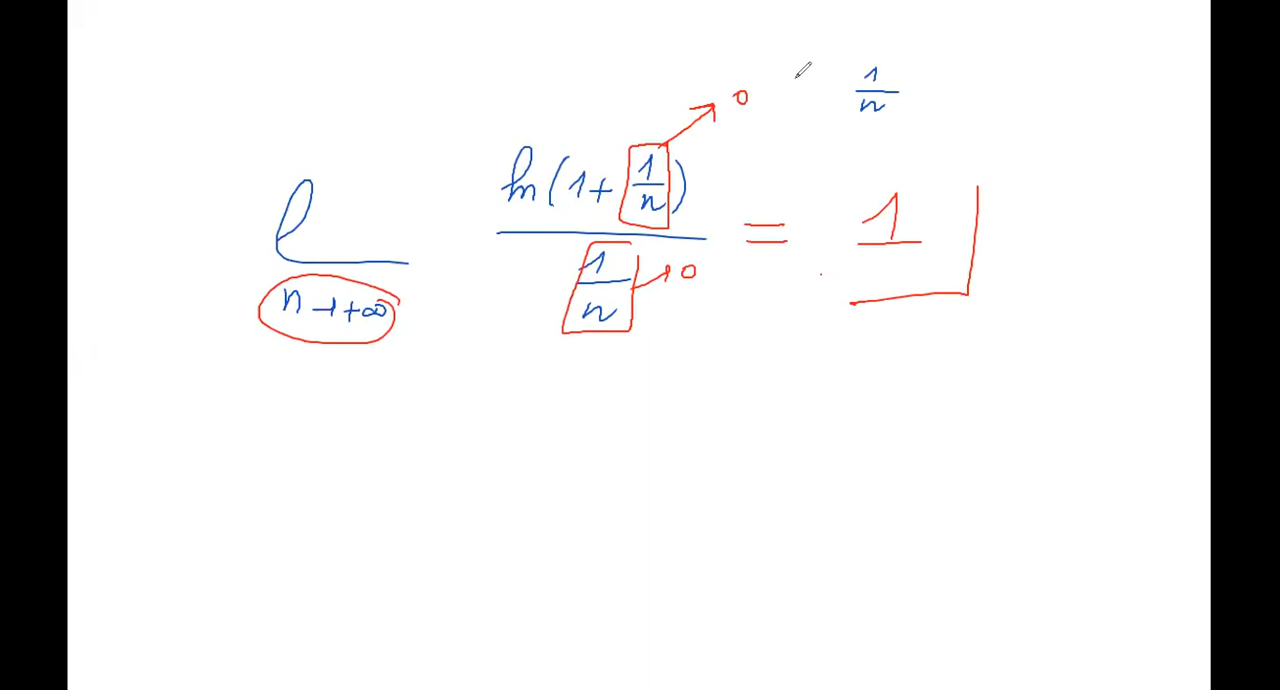 1/n
0
l ln(1 + 1/n) / (1/n) = 1
n→+∞ →0